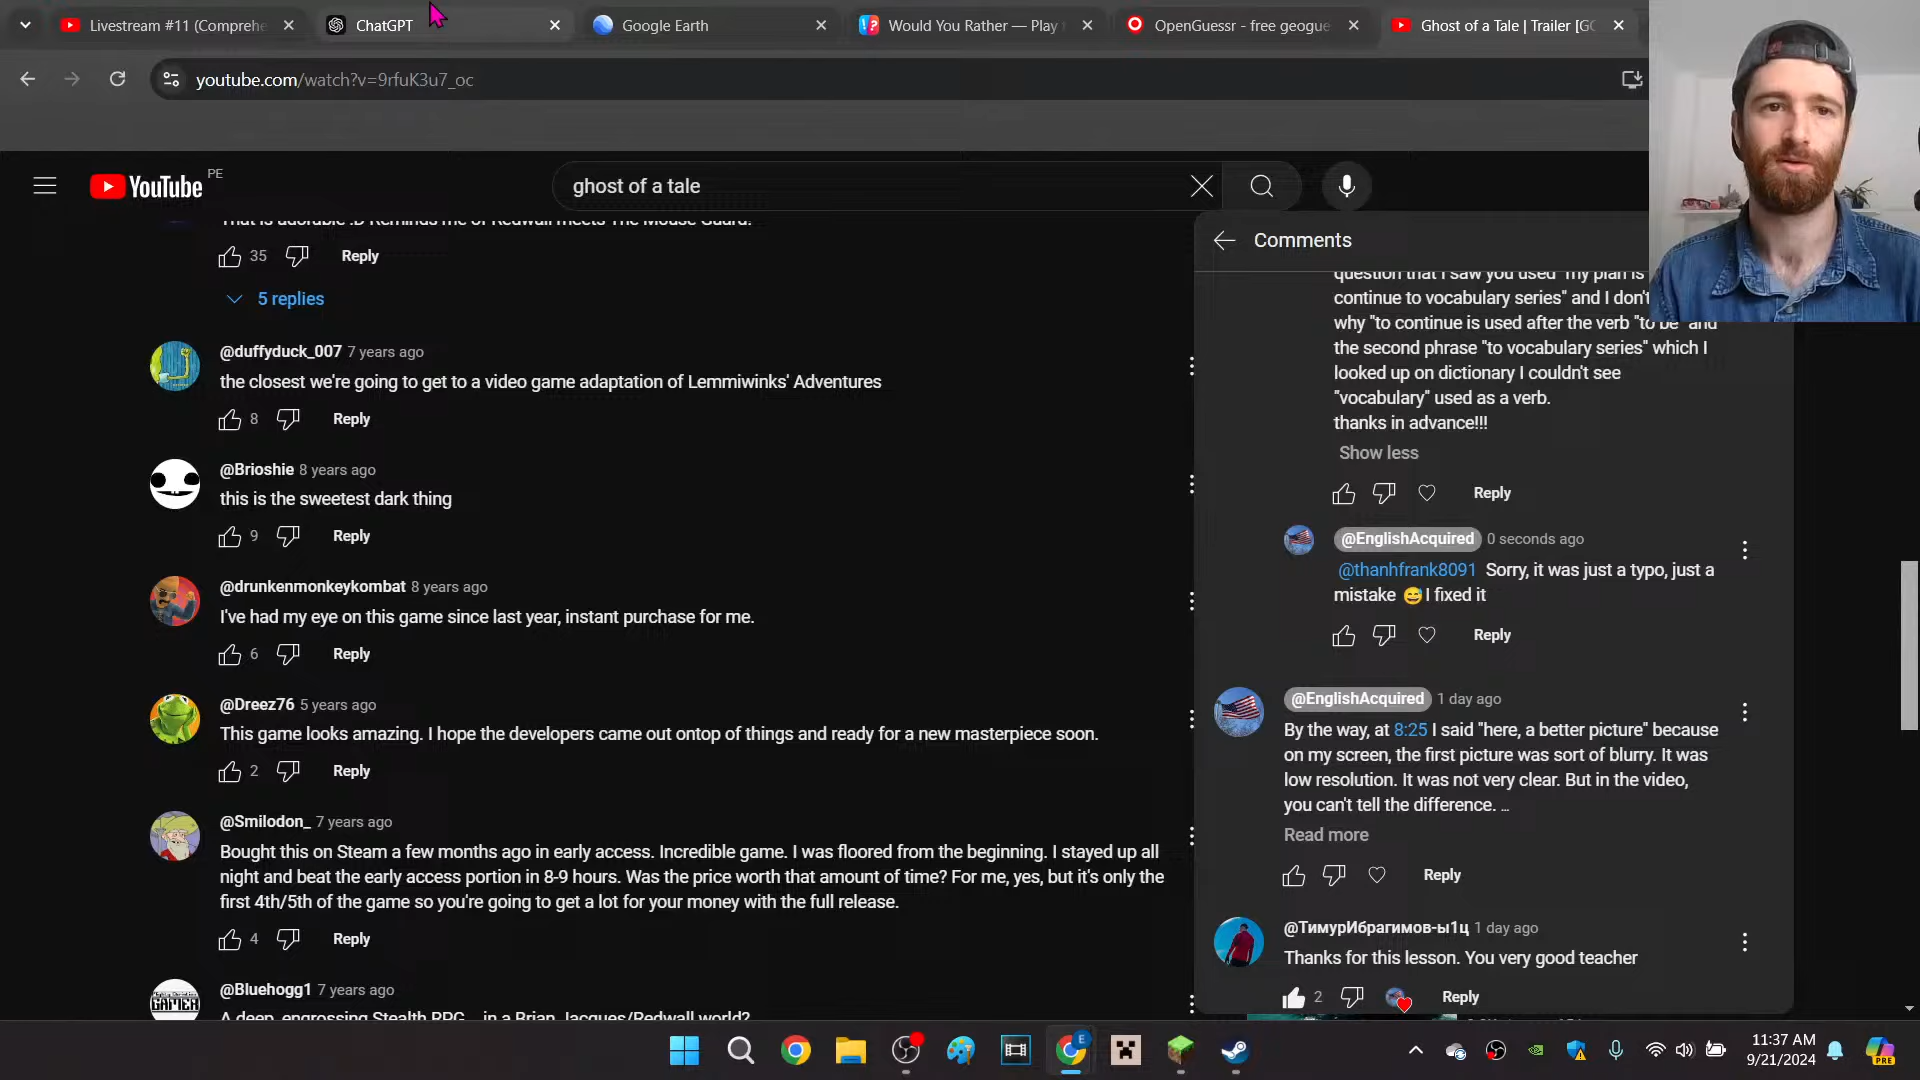 Livestream #11 (Comprehe
ChatGPT
Google Earth
Would You Rather — Play
OpenGuessr - free geogue
Ghost of a Tale | Trailer [GO
youtube.com/watch?v=9rfuK3u7_oc
YouTube PE
ghost of a tale
That is adorable :D Reminds me of Redwall meets The Mouse Guard!
35 Reply
5 replies
@duffyduck_007 7 years ago
the closest we're going to get to a video game adaptation of Lemmiwinks' Adventures
8 Reply
@Brioshie 8 years ago
this is the sweetest dark thing
9 Reply
@drunkenmonkeykombat 8 years ago
I've had my eye on this game since last year, instant purchase for me.
6 Reply
@Dreez76 5 years ago
This game looks amazing. I hope the developers came out ontop of things and ready for a new masterpiece soon.
2 Reply
@Smilodon_ 7 years ago
Bought this on Steam a few months ago in early access. Incredible game. I was floored from the beginning. I stayed up all
night and beat the early access portion in 8-9 hours. Was the price worth that amount of time? For me, yes, but it's only the
first 4th/5th of the game so you're going to get a lot for your money with the full release.
4 Reply
@Bluehogg1 7 years ago
A deep, engrossing Stealth RPG... in a Brian Jacques/Redwall world?
Comments
question that I saw you used "my plan is
continue to vocabulary series" and I don't
why "to continue is used after the verb "to be" and
the second phrase "to vocabulary series" which I
looked up on dictionary I couldn't see
"vocabulary" used as a verb.
thanks in advance!!!
Show less
Reply
@EnglishAcquired 0 seconds ago
@thanhfrank8091 Sorry, it was just a typo, just a
mistake 😅 I fixed it
Reply
@EnglishAcquired 1 day ago
By the way, at 8:25 I said "here, a better picture" because
on my screen, the first picture was sort of blurry. It was
low resolution. It was not very clear. But in the video,
you can't tell the difference. ...
Read more
Reply
@ТимурИбрагимов-ы1ц 1 day ago
Thanks for this lesson. You very good teacher
2 Reply
11:37 AM
9/21/2024